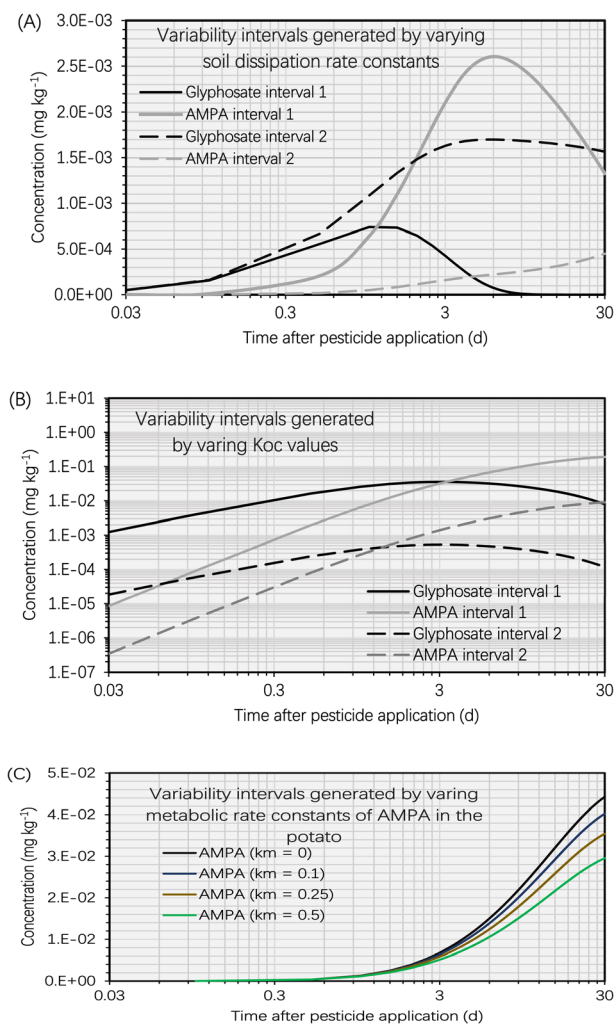 (A)
3.0E-03
2.5E-03
2.0E-03
1.5E-03
1.0E-03
5.0E-04
0.0E+00
Concentration (mg kg⁻¹)
Variability intervals generated by varying
soil dissipation rate constants
Glyphosate interval 1
AMPA interval 1
Glyphosate interval 2
AMPA interval 2
0.03 0.3 3 30
Time after pesticide application (d)
(B)
1.E+01
1.E+00
1.E-01
1.E-02
1.E-03
1.E-04
1.E-05
1.E-06
1.E-07
Concentration (mg kg⁻¹)
Variability intervals generated
by varing Koc values
Glyphosate interval 1
AMPA interval 1
Glyphosate interval 2
AMPA interval 2
0.03 0.3 3 30
Time after pesticide application (d)
(C)
5.E-02
4.E-02
3.E-02
2.E-02
1.E-02
0.E+00
Concentration (mg kg⁻¹)
Variability intervals generated by varing
metabolic rate constants of AMPA in the
potato
AMPA (km = 0)
AMPA (km = 0.1)
AMPA (km = 0.25)
AMPA (km = 0.5)
0.03 0.3 3 30
Time after pesticide application (d)